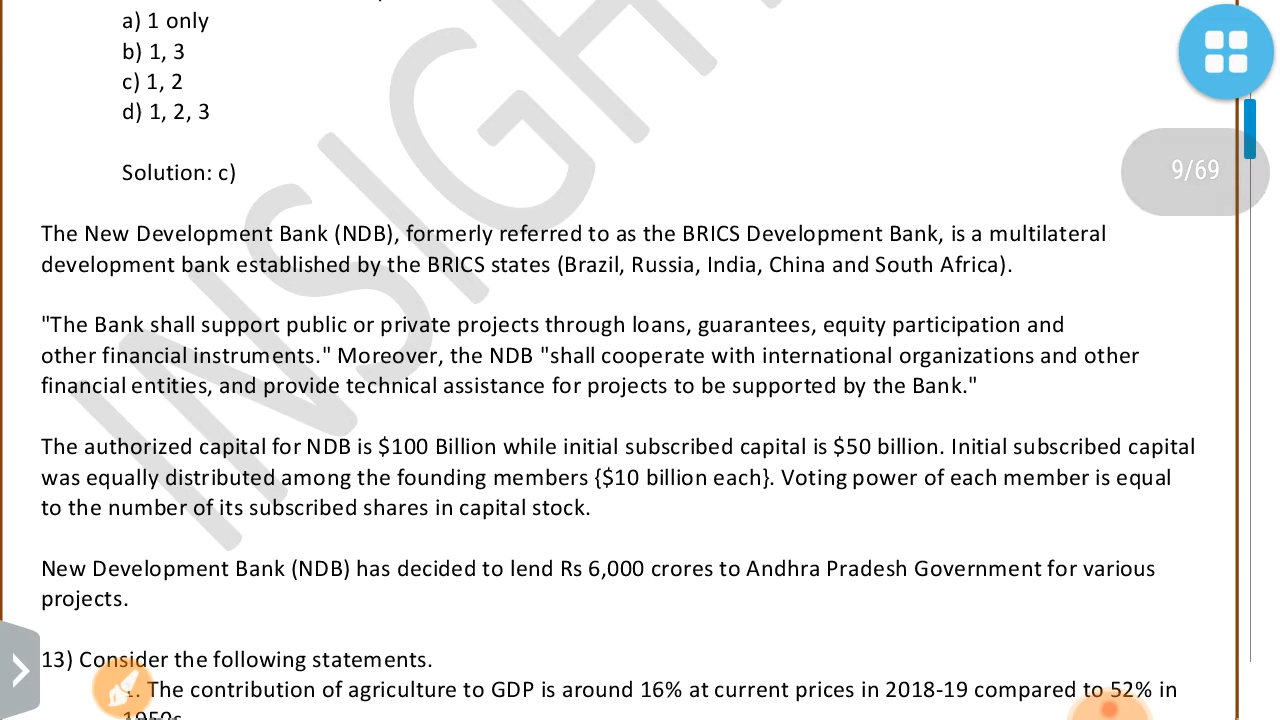 a) 1 only
b) 1, 3
c) 1, 2
d) 1, 2, 3
Solution: c)
9/69
The New Development Bank (NDB), formerly referred to as the BRICS Development Bank, is a multilateral
development bank established by the BRICS states (Brazil, Russia, India, China and South Africa).
"The Bank shall support public or private projects through loans, guarantees, equity participation and
other financial instruments." Moreover, the NDB "shall cooperate with international organizations and other
financial entities, and provide technical assistance for projects to be supported by the Bank."
The authorized capital for NDB is $100 Billion while initial subscribed capital is $50 billion. Initial subscribed capital
was equally distributed among the founding members {$10 billion each}. Voting power of each member is equal
to the number of its subscribed shares in capital stock.
New Development Bank (NDB) has decided to lend Rs 6,000 crores to Andhra Pradesh Government for various
projects.
13) Consider the following statements.
1. The contribution of agriculture to GDP is around 16% at current prices in 2018-19 compared to 52% in
1950s
INSIGH